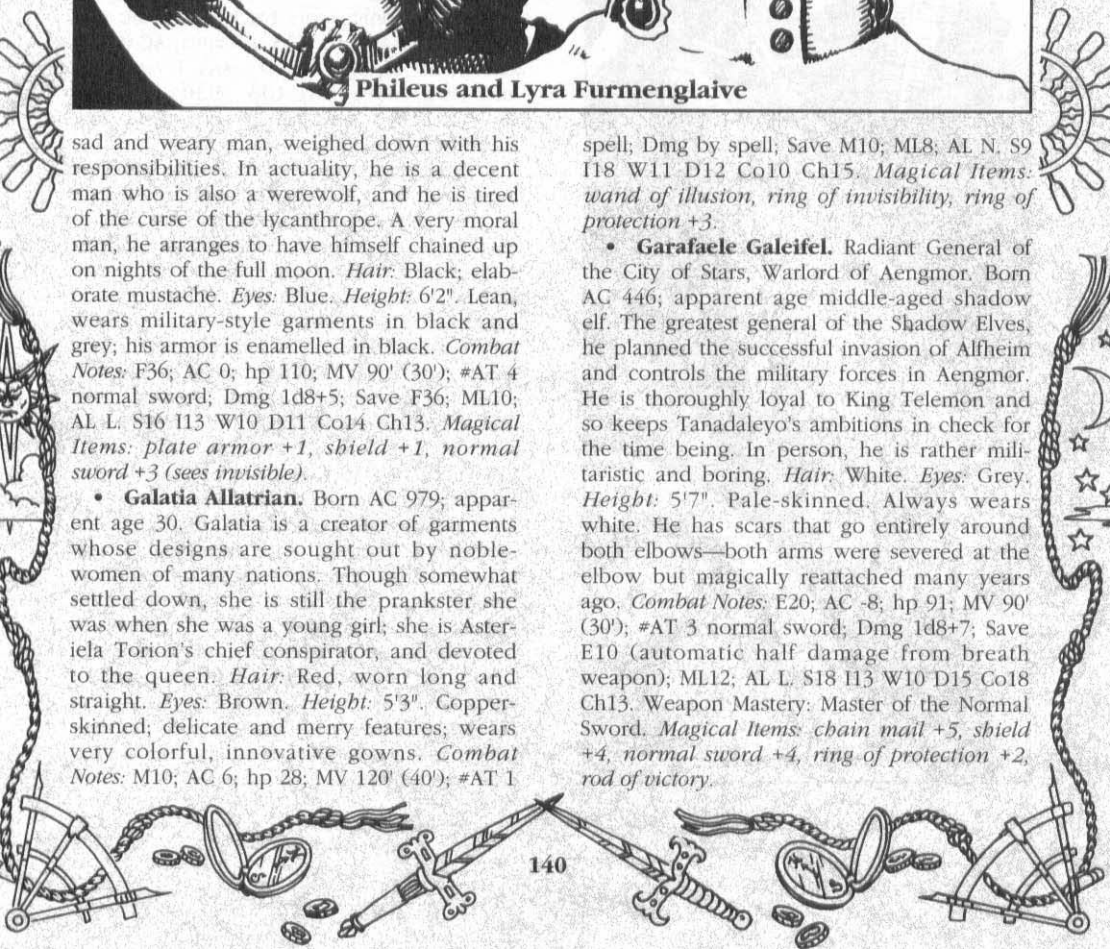 Phileus and Lyra Furmenglaive
sad and weary man, weighed down with his
responsibilities. In actuality, he is a decent
man who is also a werewolf, and he is tired
of the curse of the lycanthrope. A very moral
man, he arranges to have himself chained up
on nights of the full moon. Hair: Black; elab-
orate mustache. Eyes: Blue. Height: 6'2". Lean,
wears military-style garments in black and
grey; his armor is enamelled in black. Combat
Notes: F36; AC 0; hp 110; MV 90' (30'); #AT 4
normal sword; Dmg 1d8+5; Save F36; ML10;
AL L. S16 I13 W10 D11 Co14 Ch13. Magical
Items: plate armor +1, shield +1, normal
sword +3 (sees invisible).
• Galatia Allatrian. Born AC 979; appar-
ent age 30. Galatia is a creator of garments
whose designs are sought out by noble-
women of many nations. Though somewhat
settled down, she is still the prankster she
was when she was a young girl; she is Aster-
iela Torion's chief conspirator, and devoted
to the queen. Hair: Red, worn long and
straight. Eyes: Brown. Height: 5'3". Copper-
skinned; delicate and merry features; wears
very colorful, innovative gowns. Combat
Notes: M10; AC 6; hp 28; MV 120' (40'); #AT 1
spell; Dmg by spell; Save M10; ML8; AL N. S9
I18 W11 D12 Co10 Ch15. Magical Items:
wand of illusion, ring of invisibility, ring of
protection +3.
• Garafaele Galeifel. Radiant General of
the City of Stars, Warlord of Aengmor. Born
AC 446; apparent age middle-aged shadow
elf. The greatest general of the Shadow Elves,
he planned the successful invasion of Alfheim
and controls the military forces in Aengmor.
He is thoroughly loyal to King Telemon and
so keeps Tanadaleyo's ambitions in check for
the time being. In person, he is rather mili-
taristic and boring. Hair: White. Eyes: Grey.
Height: 5'7". Pale-skinned. Always wears
white. He has scars that go entirely around
both elbows—both arms were severed at the
elbow but magically reattached many years
ago. Combat Notes: E20; AC -8; hp 91; MV 90'
(30'); #AT 3 normal sword; Dmg 1d8+7; Save
E10 (automatic half damage from breath
weapon); ML12; AL L. S18 I13 W10 D15 Co18
Ch13. Weapon Mastery: Master of the Normal
Sword. Magical Items: chain mail +5, shield
+4, normal sword +4, ring of protection +2,
rod of victory.
140